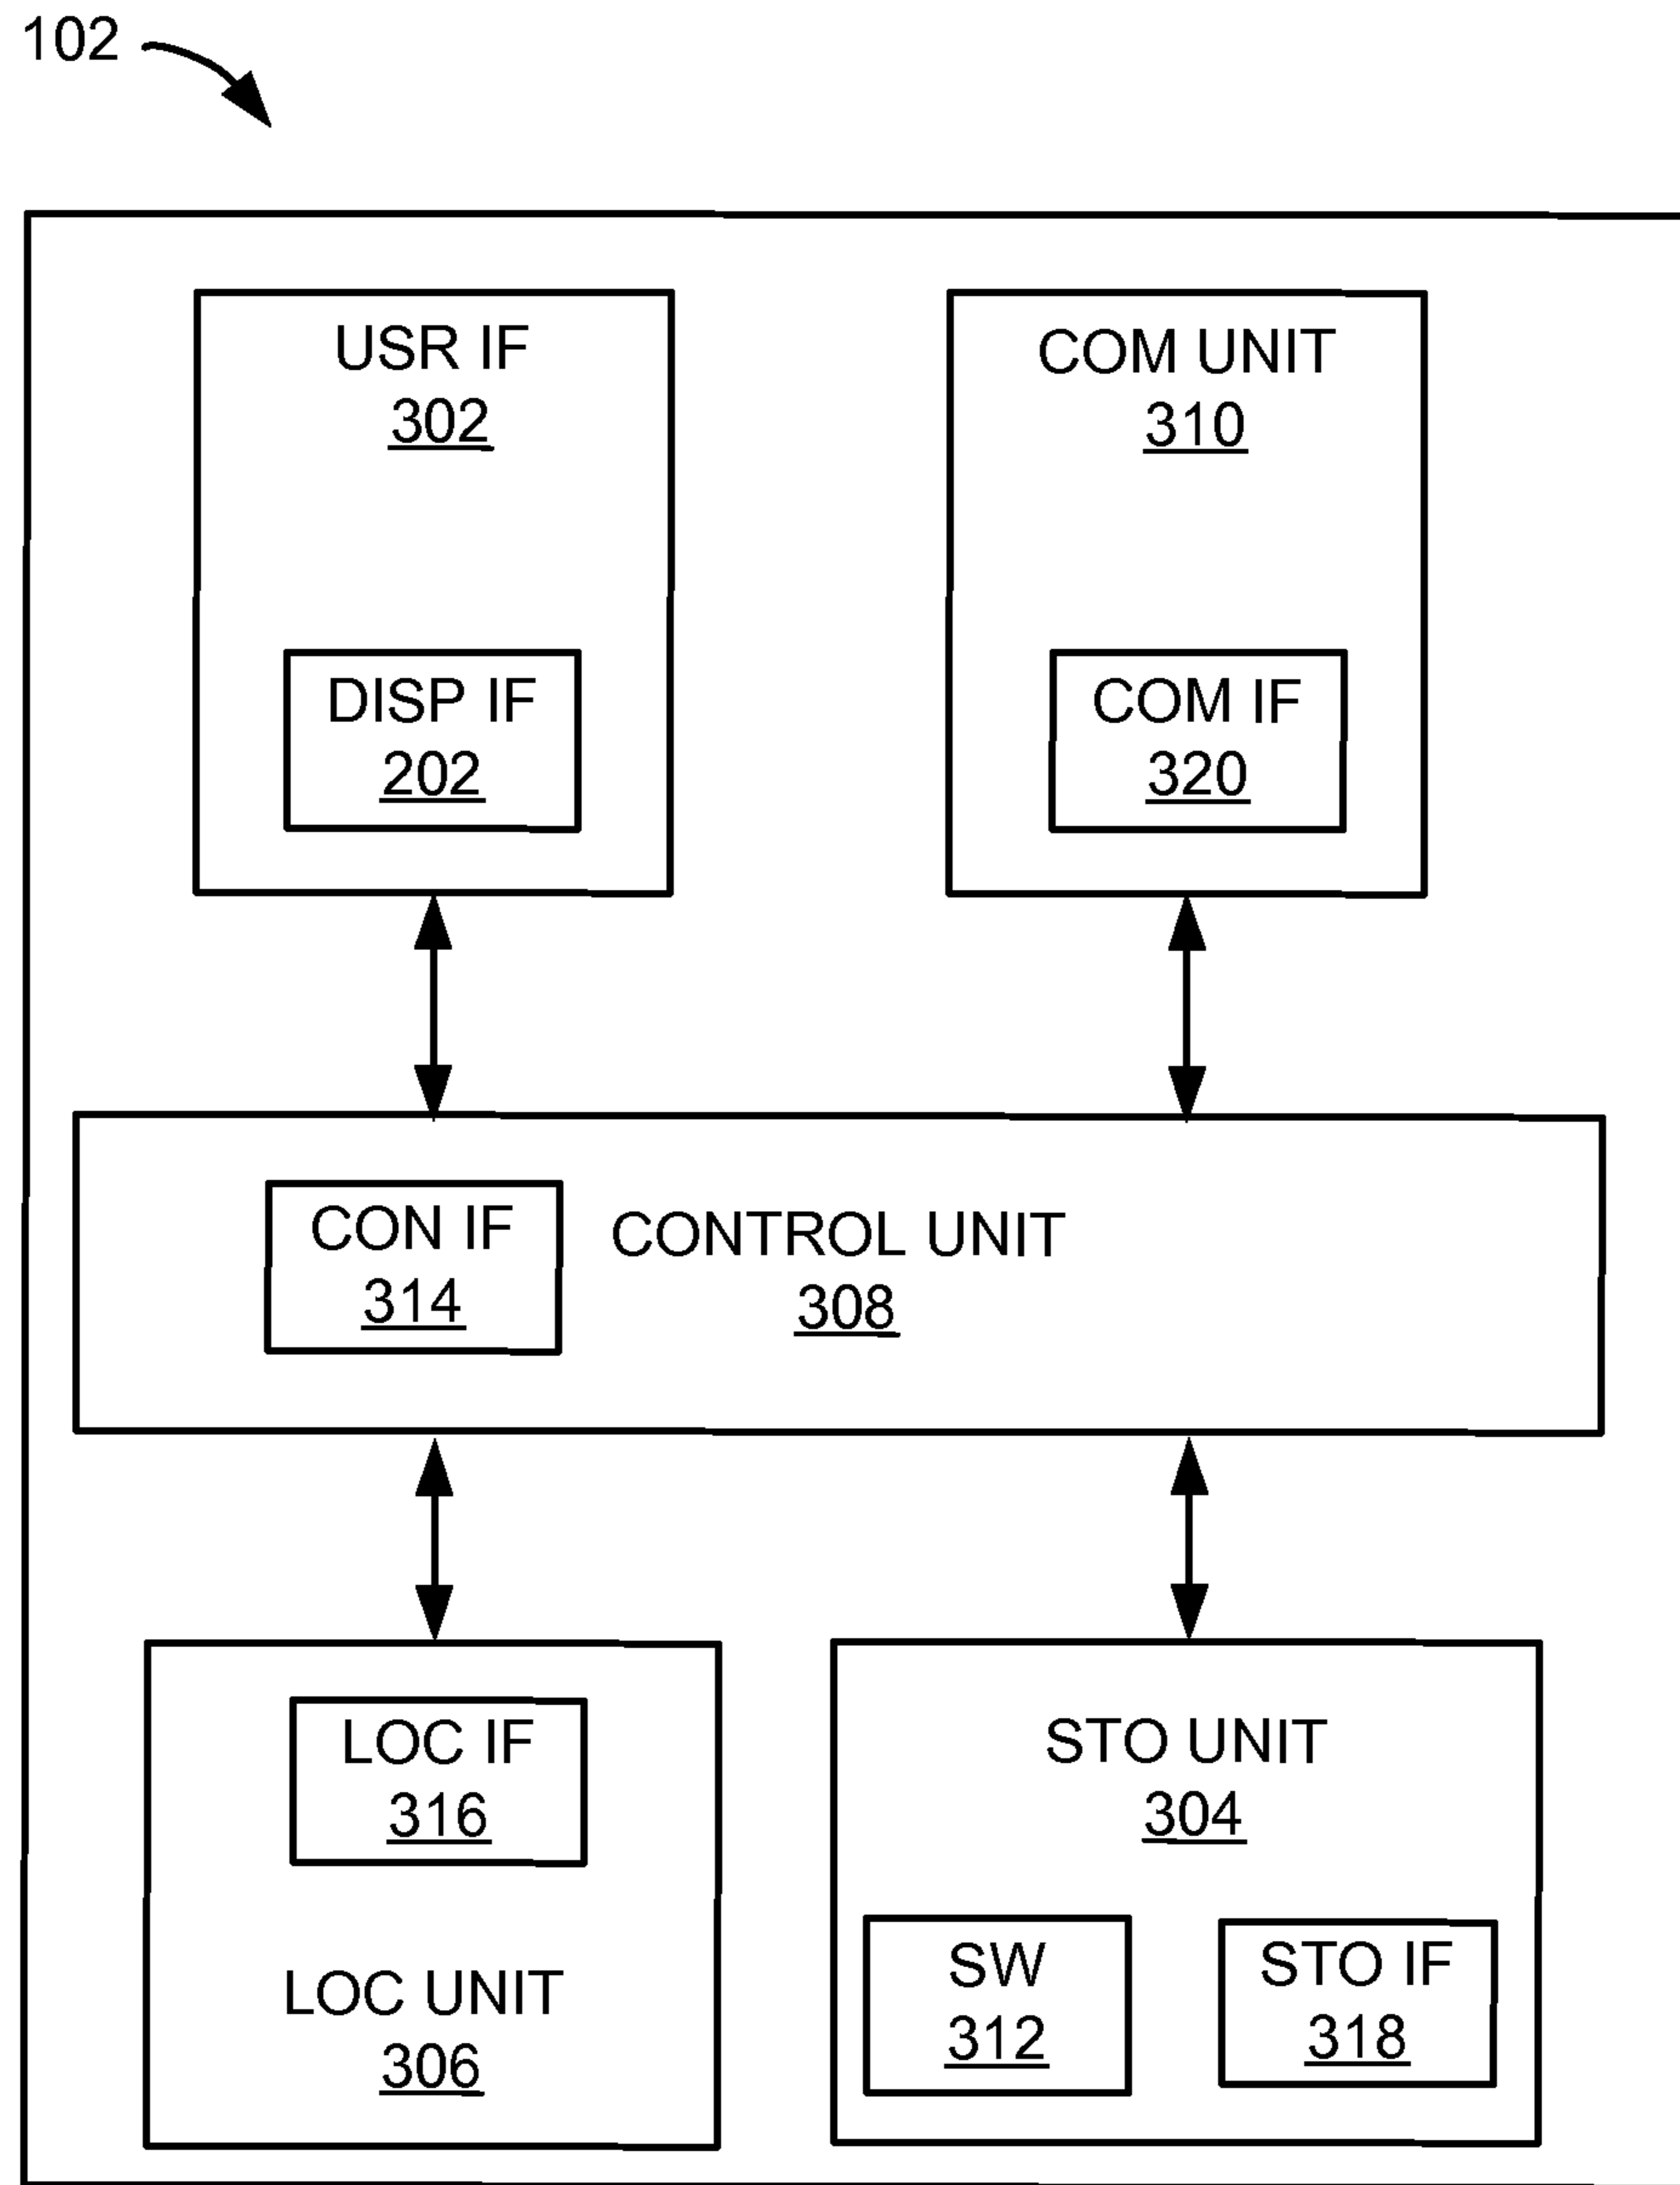 102
USR IF
302
DISP IF
202
COM UNIT
310
COM IF
320
CON IF
314
CONTROL UNIT
308
LOC IF
316
LOC UNIT
306
STO UNIT
304
SW
312
STO IF
318